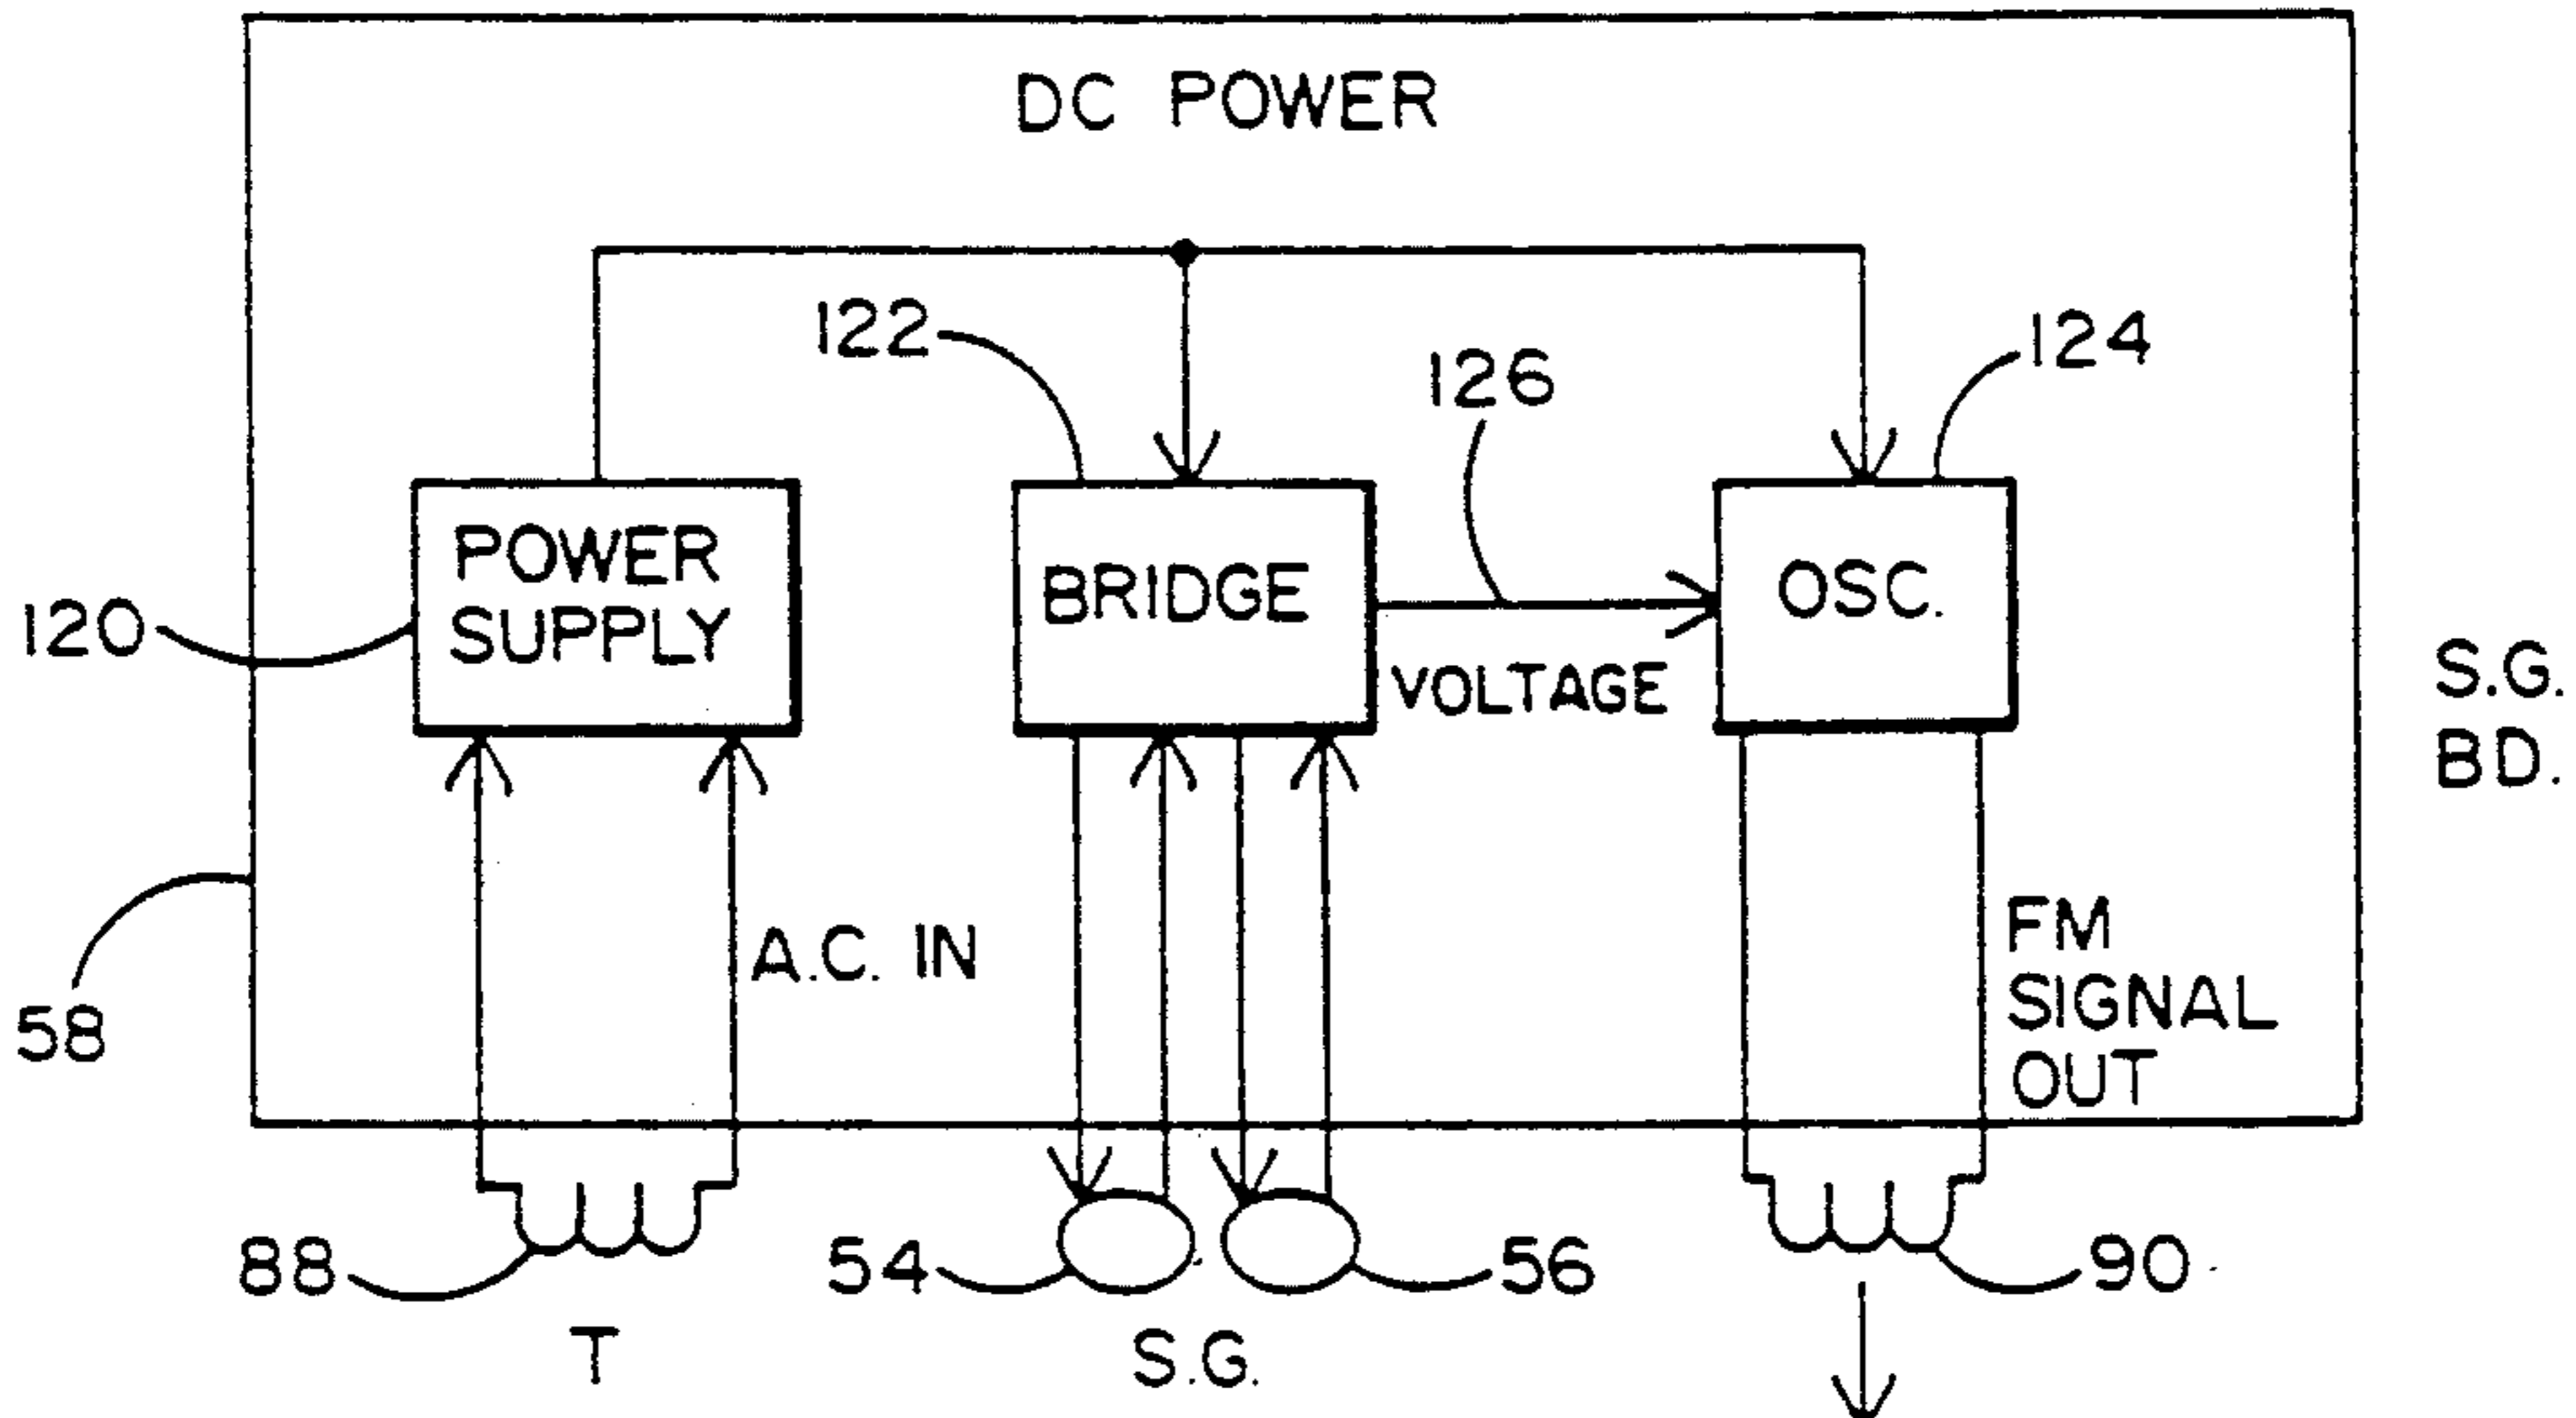 DC POWER
122
126
124
POWER
SUPPLY
BRIDGE
OSC.
120
VOLTAGE
S.G.
BD.
A.C. IN
FM
SIGNAL
OUT
58
88
54
56
90
T
S.G.